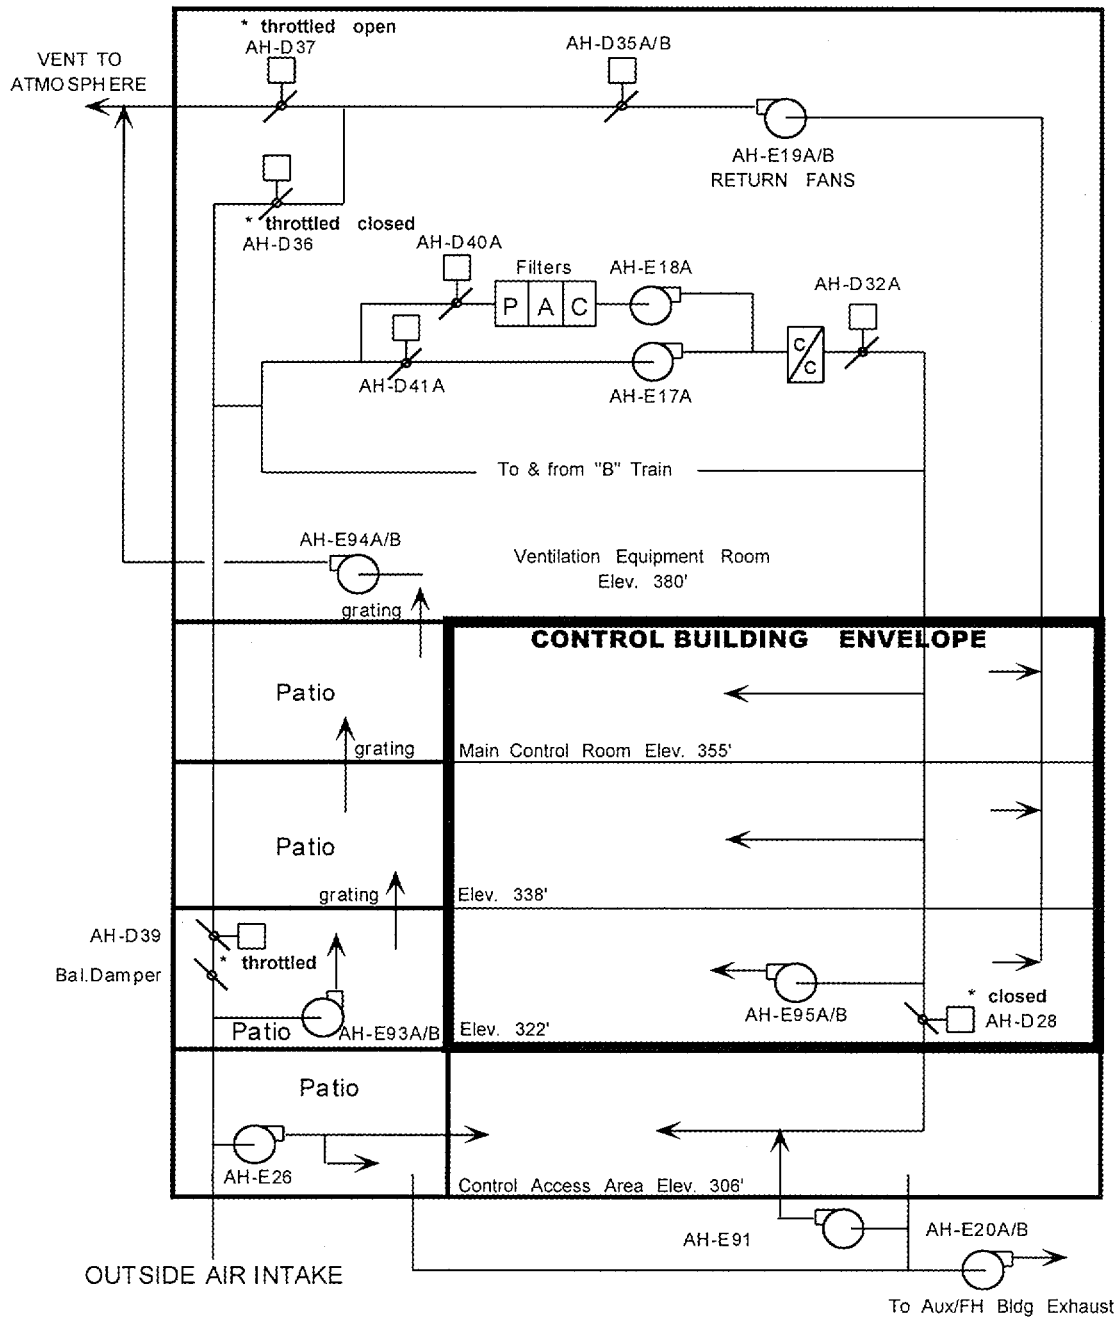 * throttled open
AH-D37
AH-D35A/B
VENT TO
ATMOSPHERE
AH-E19A/B
RETURN FANS
* throttled closed
AH-D36
AH-D40A
Filters
AH-E18A
AH-D32A
P A C
C/C
AH-D41A
AH-E17A
To & from "B" Train
AH-E94A/B
Ventilation Equipment Room
Elev. 380'
grating
CONTROL BUILDING ENVELOPE
Patio
grating
Main Control Room Elev. 355'
Patio
grating
Elev. 338'
AH-D39
* throttled
Bal.Damper
* closed
AH-E95A/B
AH-D28
Patio
AH-E93A/B
Elev. 322'
Patio
AH-E26
Control Access Area Elev. 306'
AH-E91
AH-E20A/B
OUTSIDE AIR INTAKE
To Aux/FH Bldg Exhaust